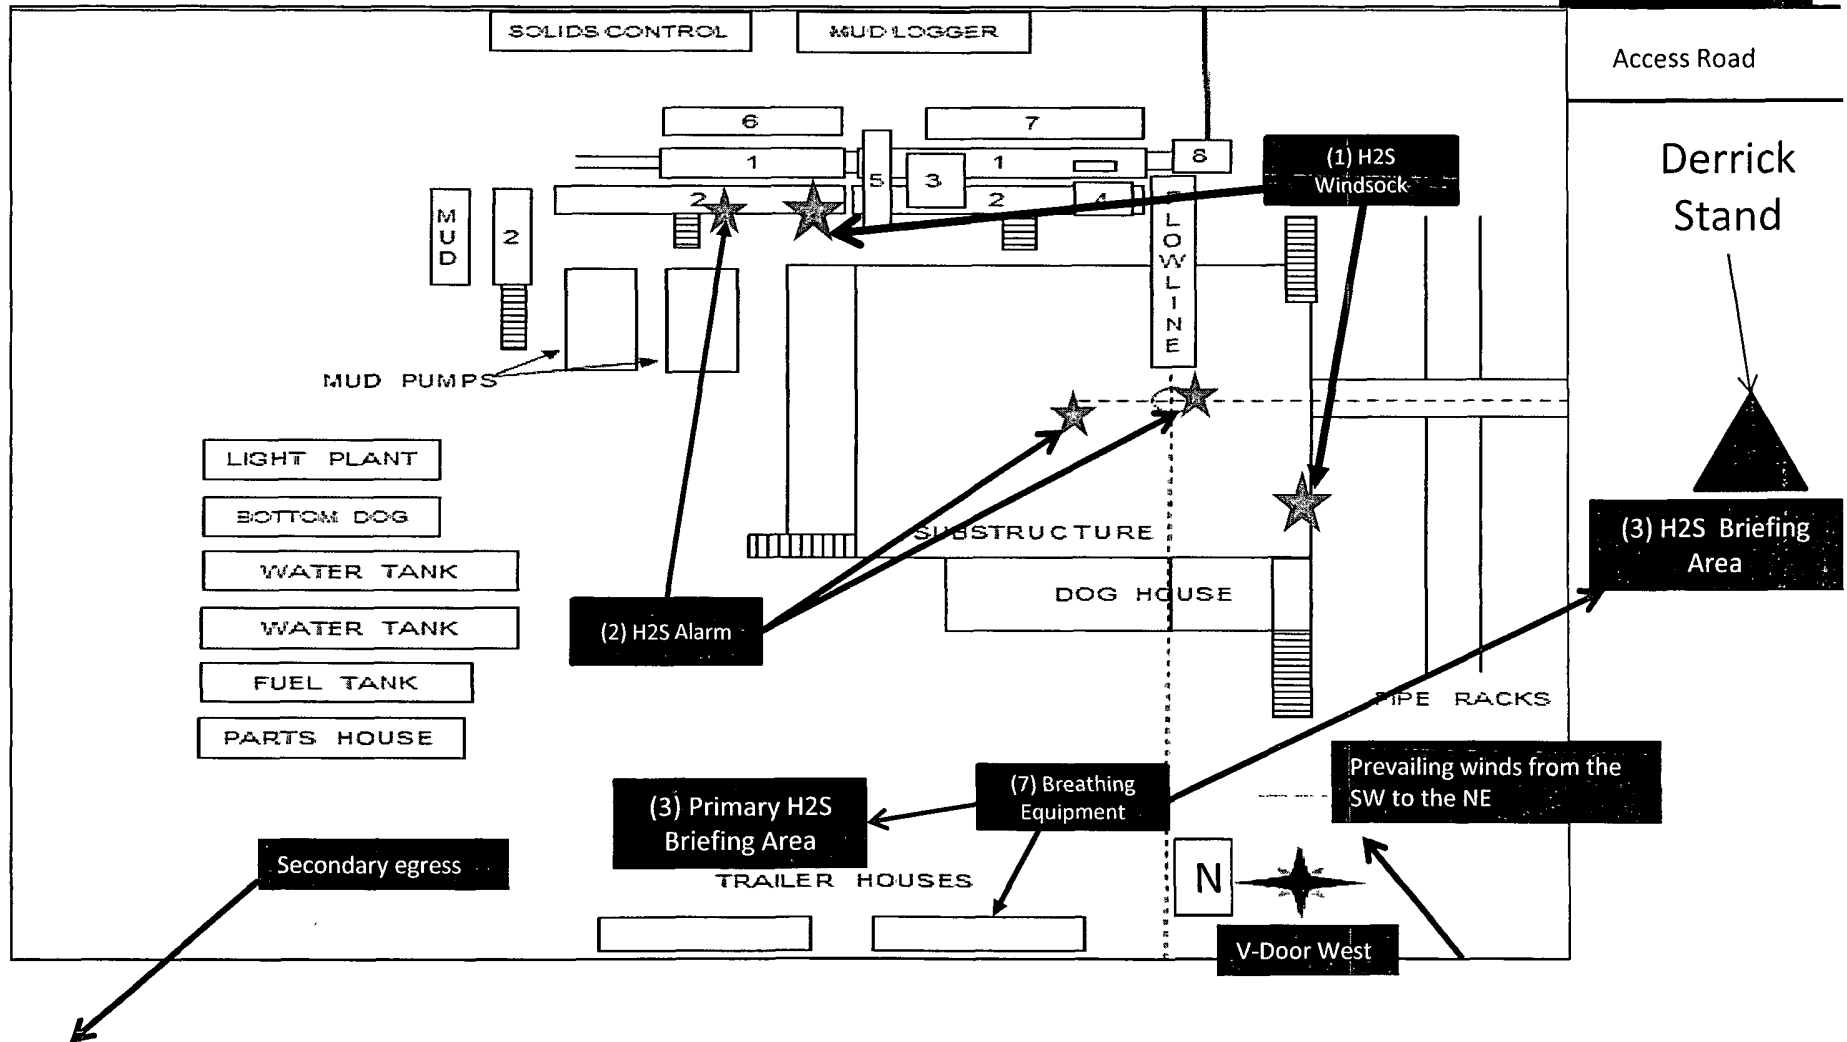 SOLIDS CONTROL
MUD LOGGER
Access Road
6
7
1
1
8
5
3
2
2
4
(1) H2S
Windsock
Derrick
Stand
MUD
2
FLOWLINE
MUD PUMPS
LIGHT PLANT
BOTTOM DOG
WATER TANK
WATER TANK
FUEL TANK
PARTS HOUSE
SUBSTRUCTURE
(3) H2S Briefing
Area
DOG HOUSE
(2) H2S Alarm
PIPE RACKS
Prevailing winds from the
SW to the NE
(7) Breathing
Equipment
(3) Primary H2S
Briefing Area
Secondary egress
TRAILER HOUSES
N
V-Door West